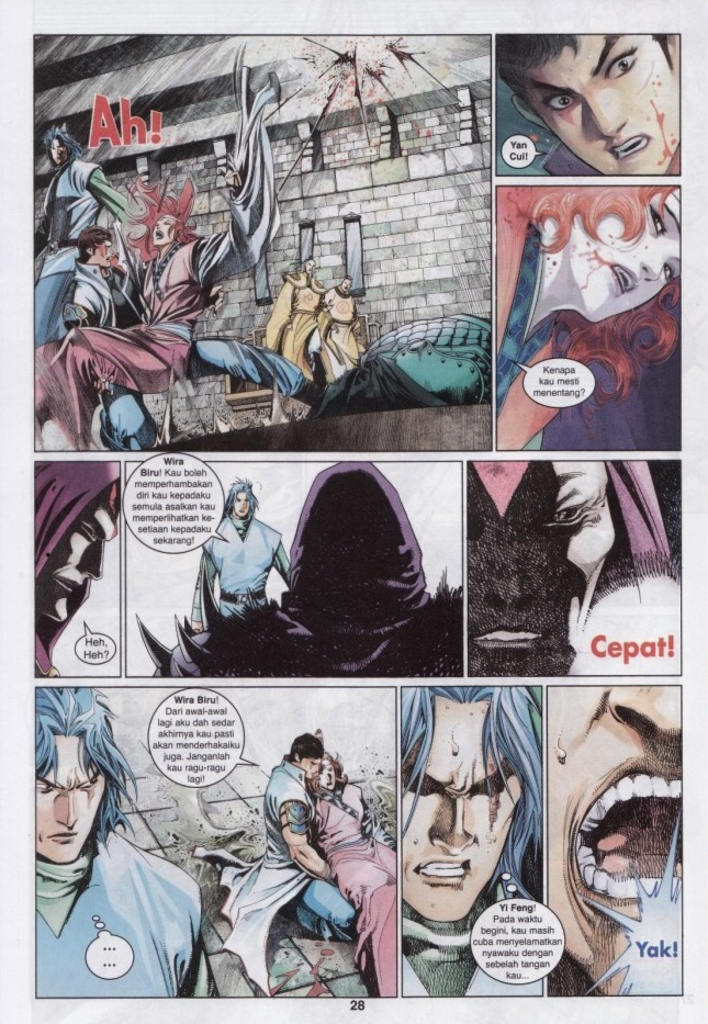 Ah!
Yan
Cui!
Kenapa
kau mesti
menentang?
Heh,
Heh?
Wira
Biru! Kau boleh
memperhambakan
diri kau kepadaku
semula asalkan kau
memperlihatkan ke-
setiaan kepadaku
sekarang!
Cepat!
...
...
Wira Biru!
Dari awal-awal
lagi aku dah sedar
akhirnya kau pasti
akan menderhakaiku
juga. Janganlah
kau ragu-ragu
lagi!
Yi Feng!
Pada waktu
begini, kau masih
cuba menyelamatkan
nyawaku dengan
sebelah tangan
kau...
Yak!
28